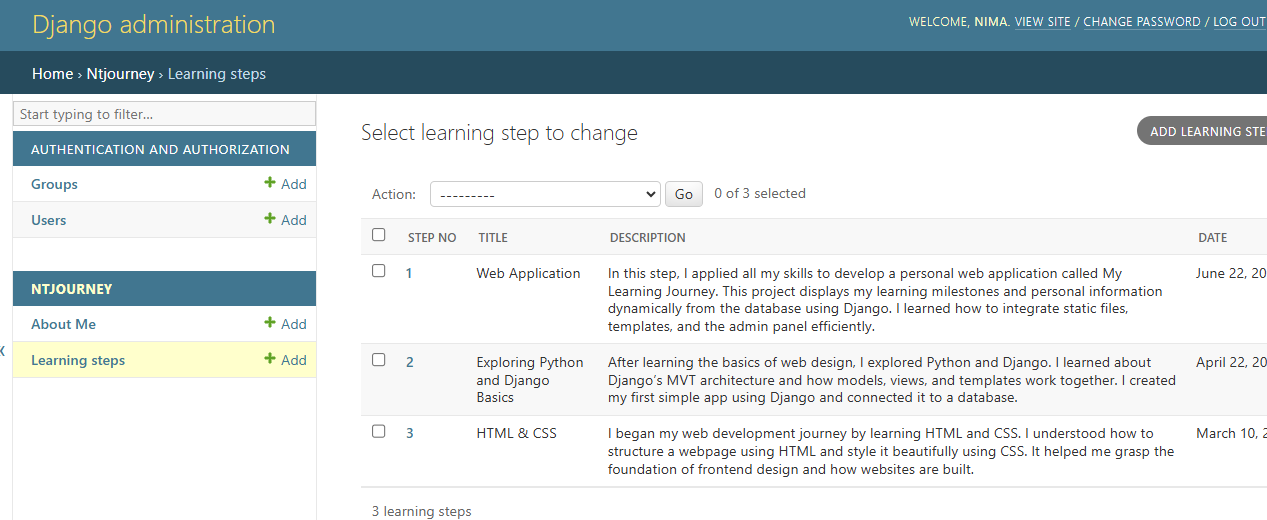 Django administration
WELCOME, NIMA. VIEW SITE / CHANGE PASSWORD / LOG OUT
Home › Ntjourney › Learning steps
Start typing to filter...
AUTHENTICATION AND AUTHORIZATION
Groups + Add
Users + Add
NTJOURNEY
About Me + Add
Learning steps + Add
Select learning step to change
ADD LEARNING STE
Action: --------- Go 0 of 3 selected
STEP NO TITLE DESCRIPTION DATE
1 Web Application In this step, I applied all my skills to develop a personal web application called My June 22, 20
Learning Journey. This project displays my learning milestones and personal information
dynamically from the database using Django. I learned how to integrate static files,
templates, and the admin panel efficiently.
2 Exploring Python After learning the basics of web design, I explored Python and Django. I learned about April 22, 20
and Django Django’s MVT architecture and how models, views, and templates work together. I created
Basics my first simple app using Django and connected it to a database.
3 HTML & CSS I began my web development journey by learning HTML and CSS. I understood how to March 10, 2
structure a webpage using HTML and style it beautifully using CSS. It helped me grasp the
foundation of frontend design and how websites are built.
3 learning steps